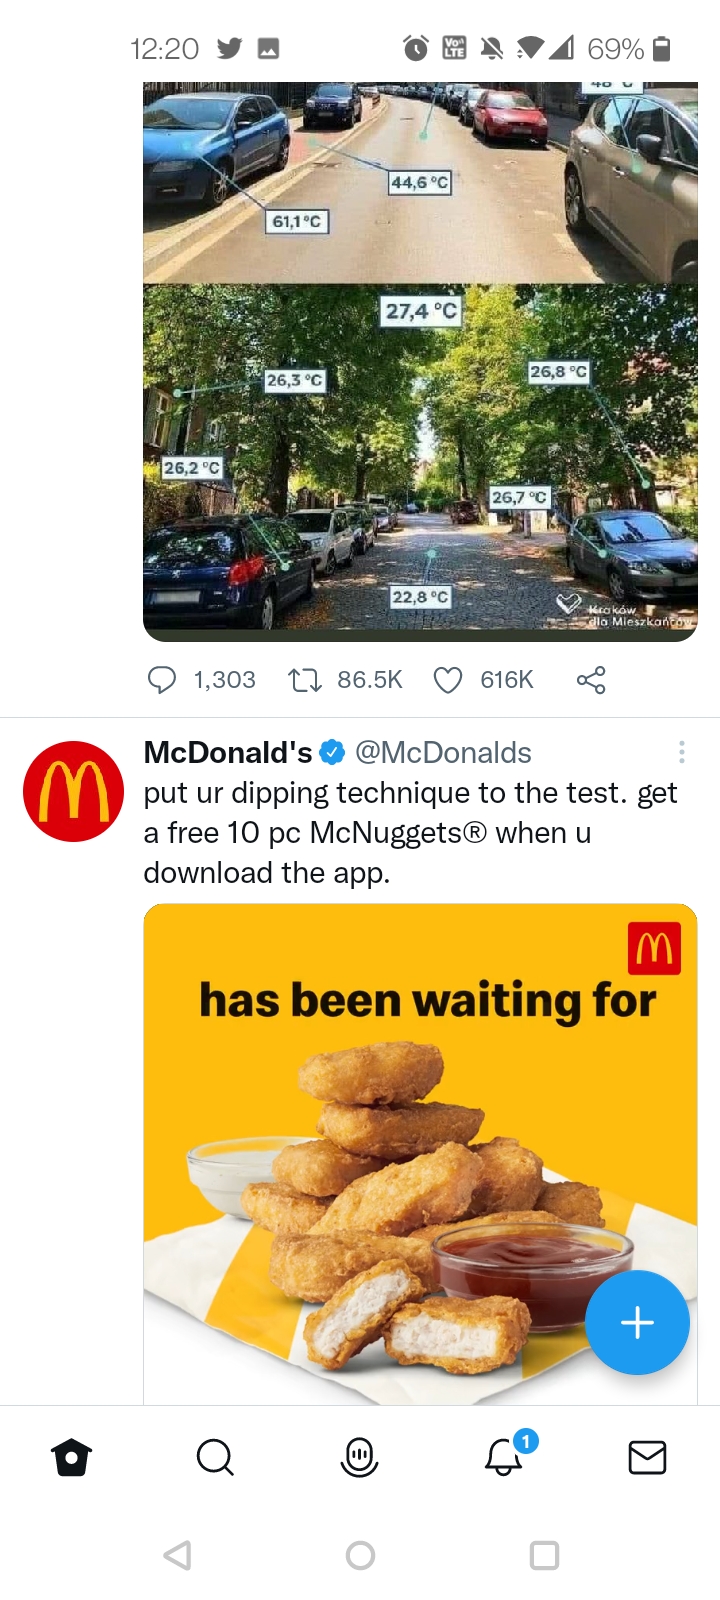 12:20
Vo)) LTE
69%
44,6 °C
61,1 °C
27,4 °C
26,3 °C
26,8 °C
26,2 °C
26,7 °C
22,8 °C
Kraków
dla Mieszkańców
1,303 86.5K 616K
McDonald's @McDonalds
put ur dipping technique to the test. get
a free 10 pc McNuggets® when u
download the app.
has been waiting for
1